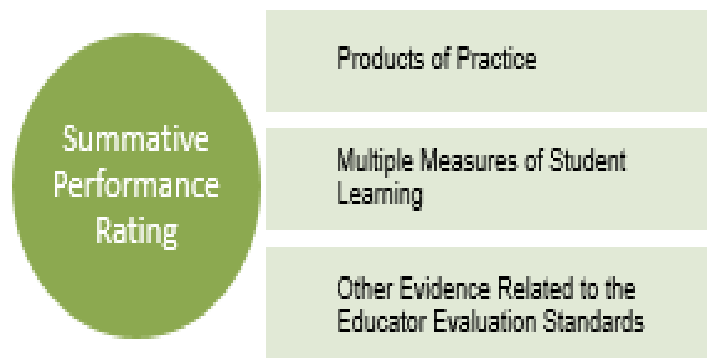 Summative
Performance
Rating
Products of Practice
Multiple Measures of Student
Learning
Other Evidence Related to the
Educator Evaluation Standards